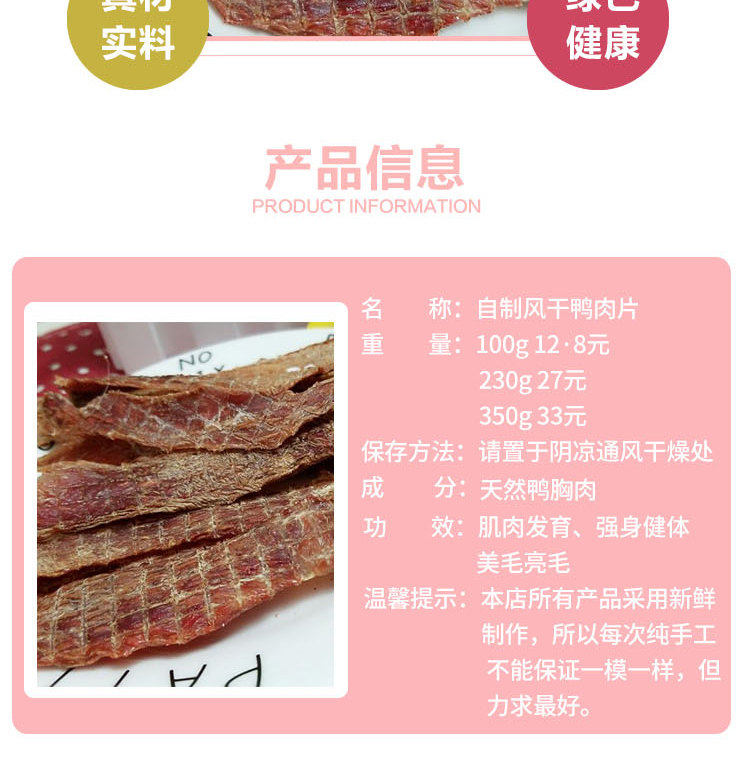 真材
实料
绿色
健康
产品信息
PRODUCT INFORMATION
名 称：自制风干鸭肉片
重 量：100g 12·8元
230g 27元
350g 33元
保存方法：请置于阴凉通风干燥处
成 分：天然鸭胸肉
功 效：肌肉发育、强身健体
美毛亮毛
温馨提示：本店所有产品采用新鲜
制作，所以每次纯手工
不能保证一模一样，但
力求最好。
NO